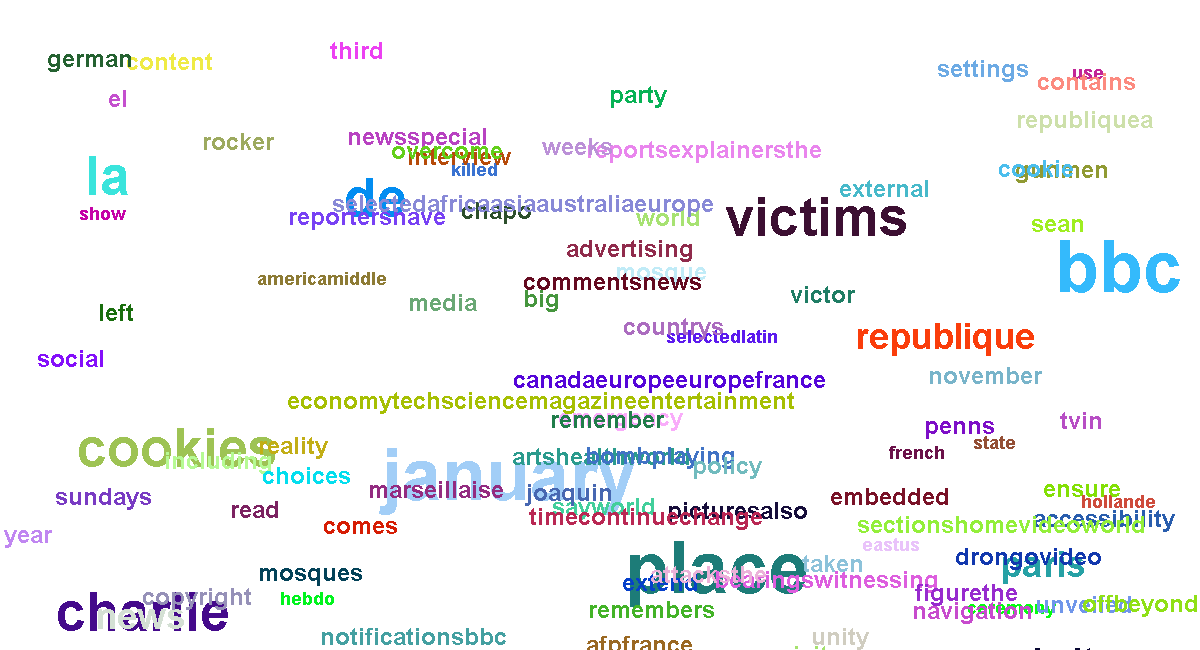 third
german content
settings use
contains
el
party
republiquea
rocker newsspecial
overcome interview weeks reportsexplainersthe
killed cookie gunmen
la de external
show selectedafricaasiaaustraliaeurope
reportershave chapo world victims sean
advertising bbc
mosque
americamiddle commentsnews
media big victor
left
countrys selectedlatin republique
social
canadaeuropeeuropefrance november
economytechsciencemagazineentertainment
remember emergency penns tvin
cookies reality french state
including artshealthworld policy
choices january
sundays marseillaise joaquin embedded ensure
read sayworld picturesalso hollande
comes timecontinuechange sectionshomevideoworld accessibility
year eastus
place taken drongovideo paris
mosques attacksthe
extend bearingswitnessing
copyright hebdo figurethe
charlie news remembers navigation ceremony unveiled offbeyond
notificationsbbc afpfrance unity